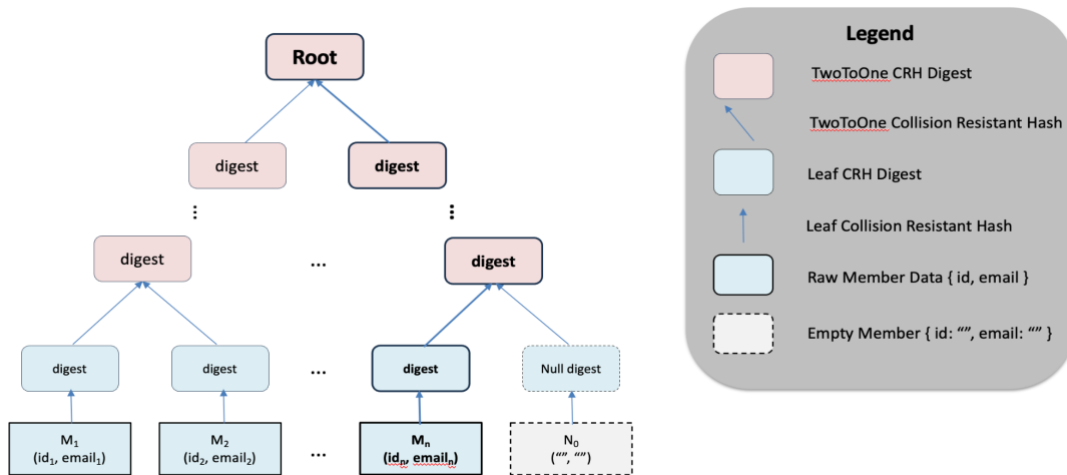 Root
digest
digest
⋮
⋮
digest
...
digest
digest
digest
...
digest
Null digest
M₁
(id₁, email₁)
M₂
(id₂, email₂)
...
Mₙ
(idₙ, emailₙ)
N₀
(“”, “”)
Legend
TwoToOne CRH Digest
TwoToOne Collision Resistant Hash
Leaf CRH Digest
Leaf Collision Resistant Hash
Raw Member Data { id, email }
Empty Member { id: “”, email: “” }